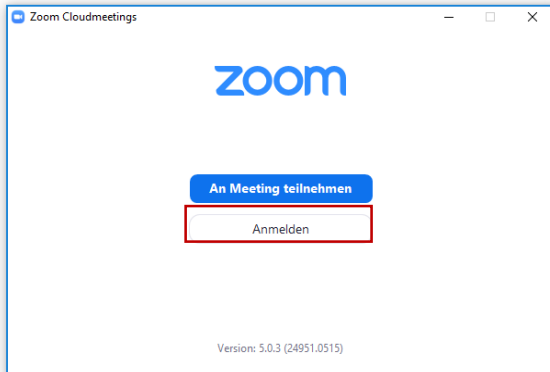 Zoom Cloudmeetings
zoom
An Meeting teilnehmen
Anmelden
Version: 5.0.3 (24951.0515)